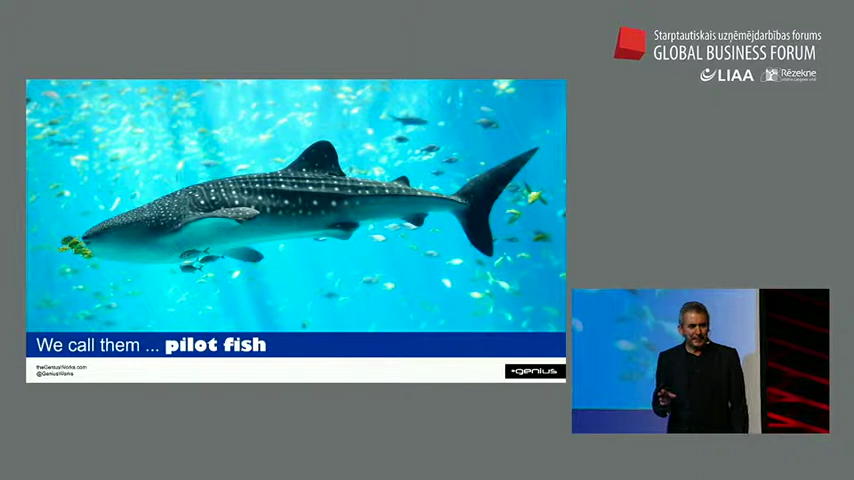 Starptautiskais uzņēmējdarbības forums
GLOBAL BUSINESS FORUM
LIAA
Rēzekne
We call them ... pilot fish
theGeniusWorks.com
@GeniusWorks
genius